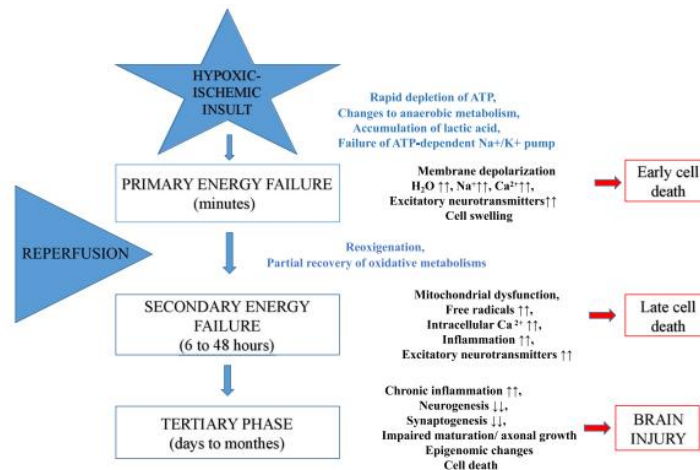 HYPOXIC-
ISCHEMIC
INSULT
Rapid depletion of ATP,
Changes to anaerobic metabolism,
Accumulation of lactic acid,
Failure of ATP-dependent Na+/K+ pump
PRIMARY ENERGY FAILURE
(minutes)
Membrane depolarization
H₂O ↑↑, Na⁺↑↑, Ca²⁺↑↑,
Excitatory neurotransmitters↑↑
Cell swelling
Early cell
death
REPERFUSION
Reoxigenation,
Partial recovery of oxidative metabolisms
SECONDARY ENERGY
FAILURE
(6 to 48 hours)
Mitochondrial dysfunction,
Free radicals ↑↑,
Intracellular Ca ²⁺ ↑↑,
Inflammation ↑↑,
Excitatory neurotransmitters ↑↑
Late cell
death
TERTIARY PHASE
(days to monthes)
Chronic inflammation ↑↑,
Neurogenesis ↓↓,
Synaptogenesis ↓↓,
Impaired maturation/ axonal growth
Epigenomic changes
Cell death
BRAIN
INJURY